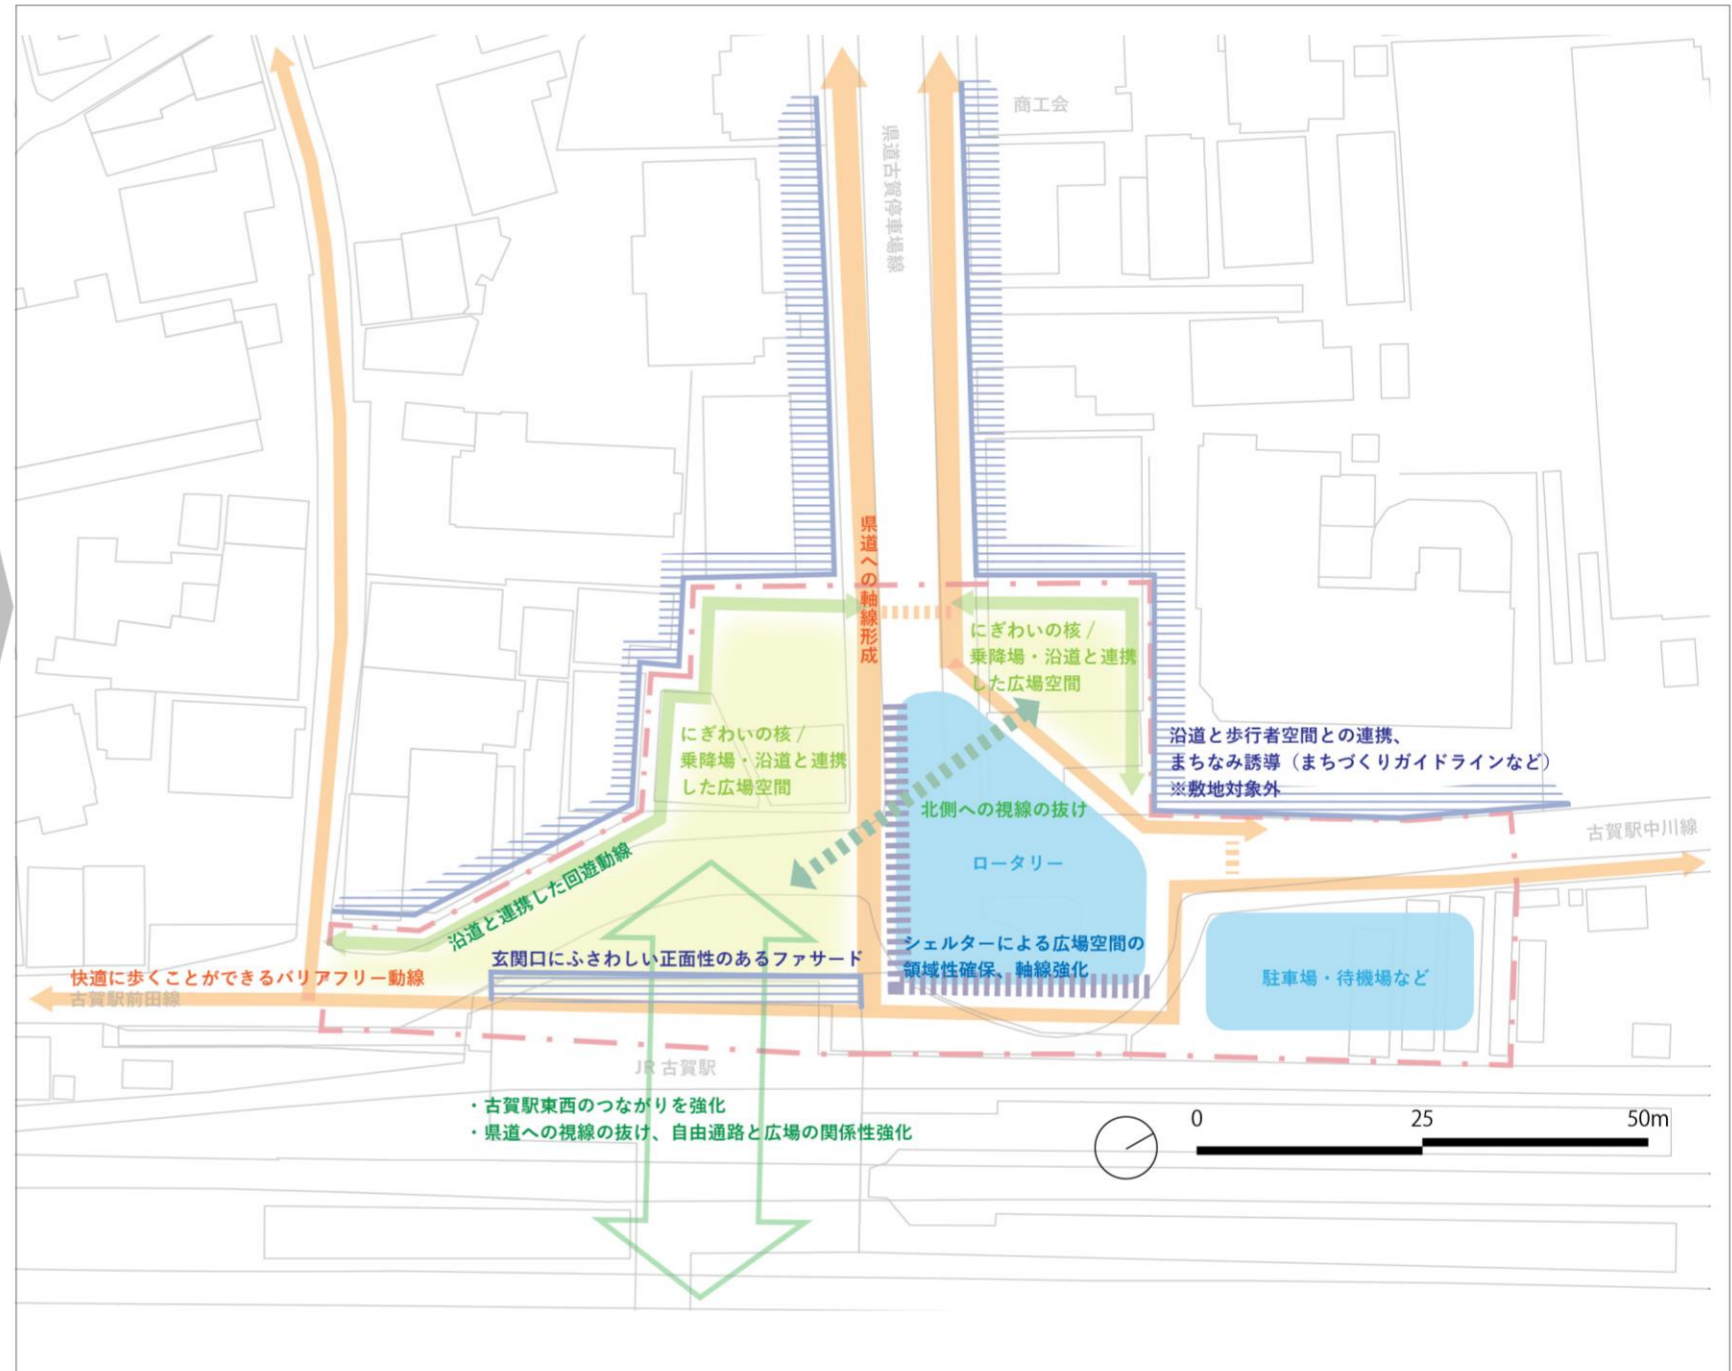 商工会
県道古賀停車場線
県道への軸線形成
にぎわいの核 /
乗降場・沿道と連携
した広場空間
にぎわいの核 /
乗降場・沿道と連携
した広場空間
沿道と歩行者空間との連携、
まちなみ誘導（まちづくりガイドラインなど）
※敷地対象外
北側への視線の抜け
古賀駅中川線
ロータリー
沿道と連携した回遊動線
シェルターによる広場空間の
領域性確保、軸線強化
玄関口にふさわしい正面性のあるファサード
快適に歩くことができるバリアフリー動線
古賀駅前田線
駐車場・待機場など
JR 古賀駅
・古賀駅東西のつながりを強化
・県道への視線の抜け、自由通路と広場の関係性強化
0 25 50m